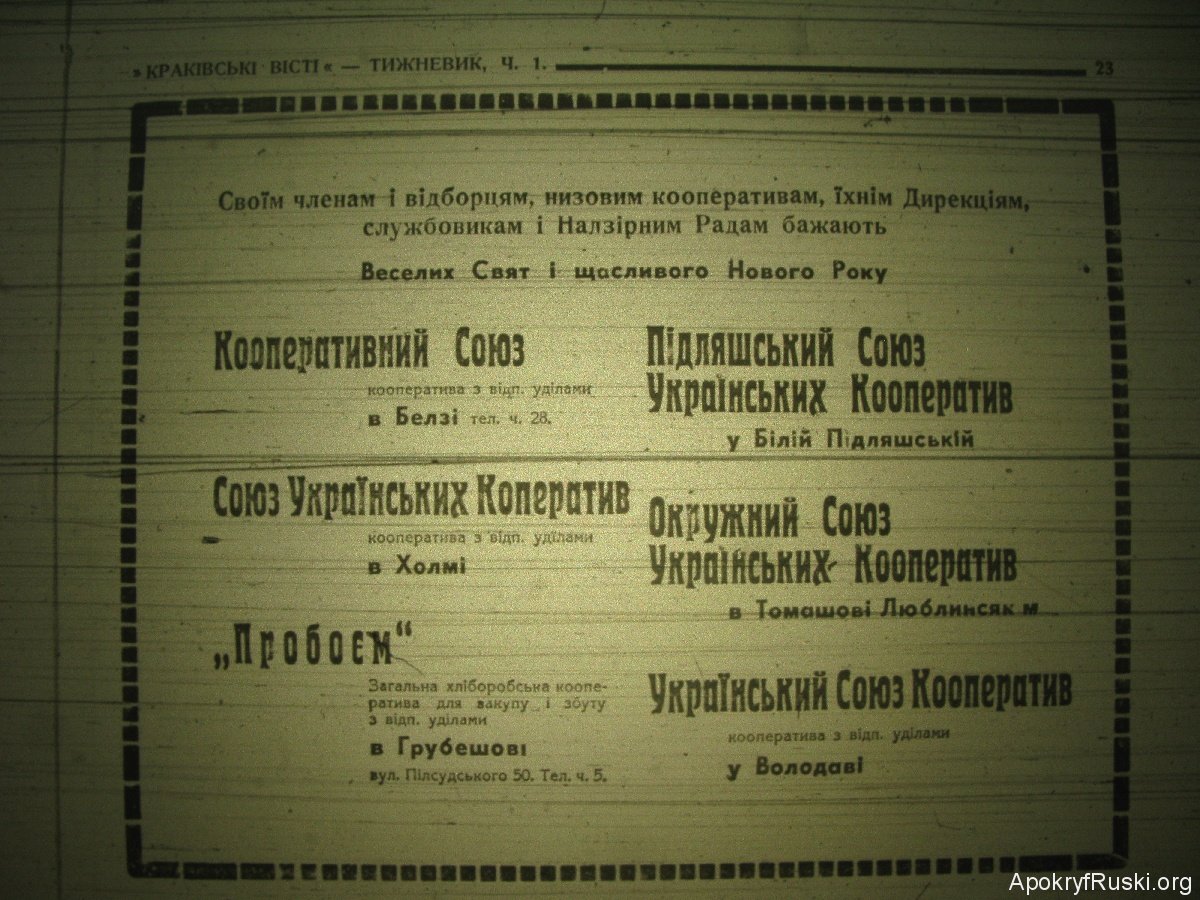 »КРАКІВСЬКІ ВІСТІ« — ТИЖНЕВИК, Ч. 1. 23
Своїм членам і відборцям, низовим кооперативам, їхнім Дирекціям,
службовикам і Налзірним Радам бажають
Веселих Свят і щасливого Нового Року
Кооперативний Союз
кооператива з відп. уділами
в Белзі тел. ч. 28.
Союз Українських Коператив
кооператива з відп. уділами
в Холмі
„Пробоєм“
Загальна хліборобська коопе-
ратива для вакупу і збуту
з відп. уділами
в Грубешові
вул. Пілсудського 50. Тел. ч. 5.
Підляшський Союз
Українських Кооператив
у Білій Підляшській
Окружний Союз
Українських Кооператив
в Томашові Люблинсяк м
Український Союз Кооператив
кооператива з відп. уділами
у Володаві
ApokryfRuski.org